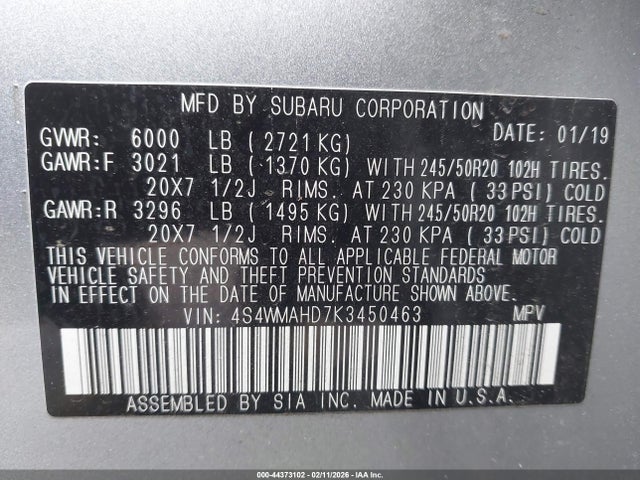 MFD BY SUBARU CORPORATION
GVWR: 6000 LB (2721 KG) DATE: 01/19
GAWR:F 3021 LB (1370 KG) WITH 245/50R20 102H TIRES.
20X7 1/2J RIMS. AT 230 KPA (33 PSI) COLD
GAWR:R 3296 LB (1495 KG) WITH 245/50R20 102H TIRES.
20X7 1/2J RIMS. AT 230 KPA (33 PSI) COLD
THIS VEHICLE CONFORMS TO ALL APPLICABLE FEDERAL MOTOR
VEHICLE SAFETY AND THEFT PREVENTION STANDARDS
IN EFFECT ON THE DATE OF MANUFACTURE SHOWN ABOVE.
VIN: 4S4WMAHD7K3450463 MPV
ASSEMBLED BY SIA INC. MADE IN U.S.A.
000-44373102 - 02/11/2026 - IAA Inc.